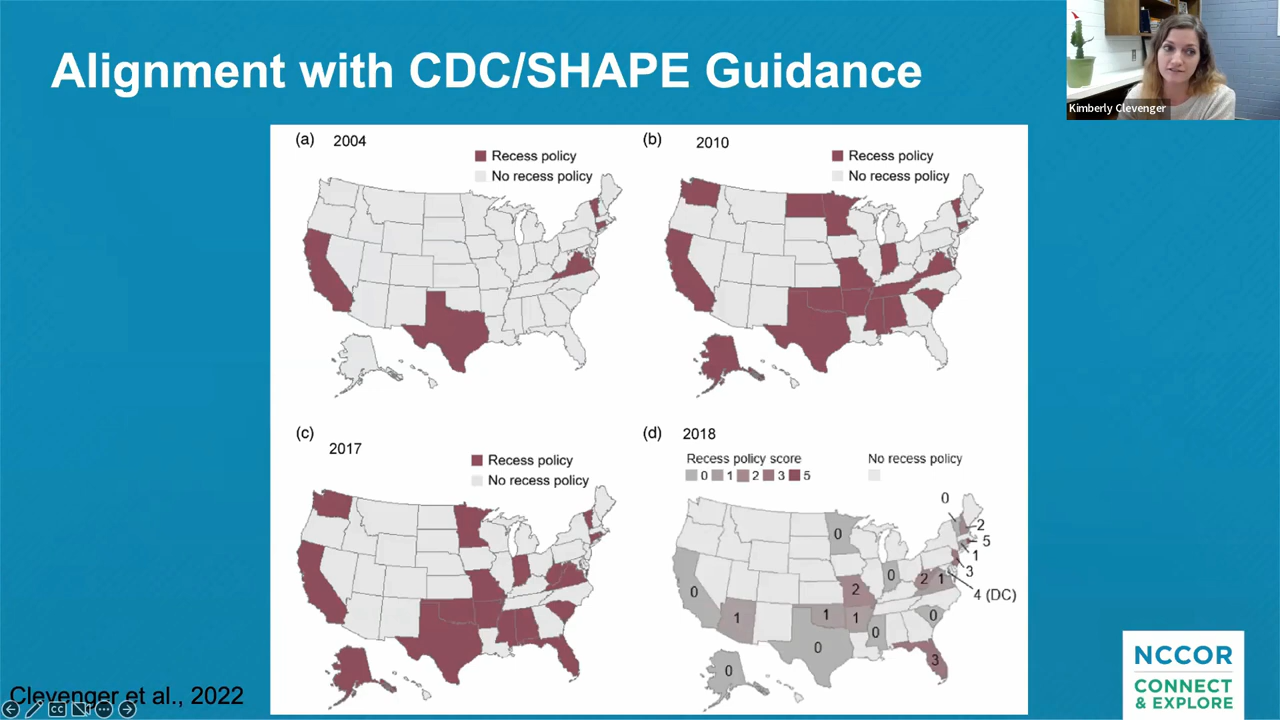 Alignment with CDC/SHAPE Guidance
Kimberly Clevenger
(a) 2004
Recess policy
No recess policy
(b) 2010
Recess policy
No recess policy
(c) 2017
Recess policy
No recess policy
(d) 2018
Recess policy score
0 1 2 3 5
No recess policy
0
0
2
5
1
3
4 (DC)
0
2
2 1
0
1
1
1
0
0
0
0
3
Clevenger et al., 2022
CC
NCCOR
CONNECT
& EXPLORE